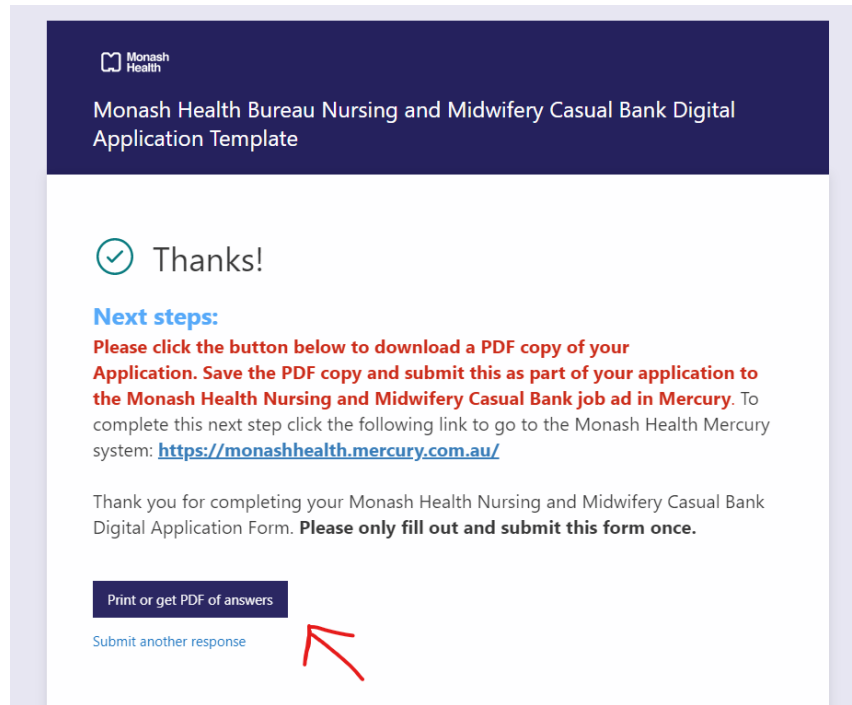 Monash
Health
Monash Health Bureau Nursing and Midwifery Casual Bank Digital
Application Template
Thanks!
Next steps:
Please click the button below to download a PDF copy of your
Application. Save the PDF copy and submit this as part of your application to
the Monash Health Nursing and Midwifery Casual Bank job ad in Mercury. To
complete this next step click the following link to go to the Monash Health Mercury
system: https://monashhealth.mercury.com.au/
Thank you for completing your Monash Health Nursing and Midwifery Casual Bank
Digital Application Form. Please only fill out and submit this form once.
Print or get PDF of answers
Submit another response